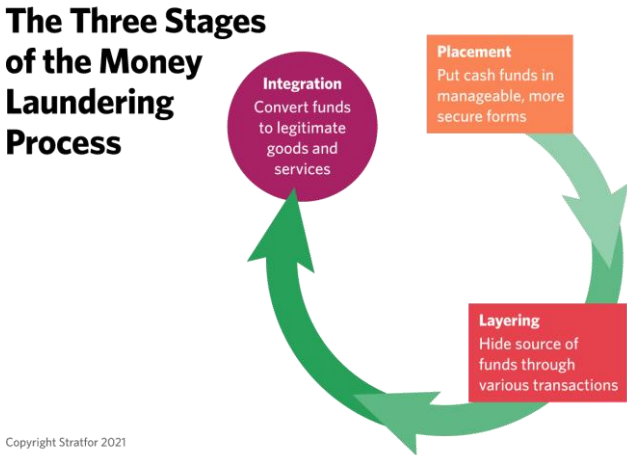 The Three Stages
of the Money
Laundering
Process
Integration
Convert funds
to legitimate
goods and
services
Placement
Put cash funds in
manageable, more
secure forms
Layering
Hide source of
funds through
various transactions
Copyright Stratfor 2021